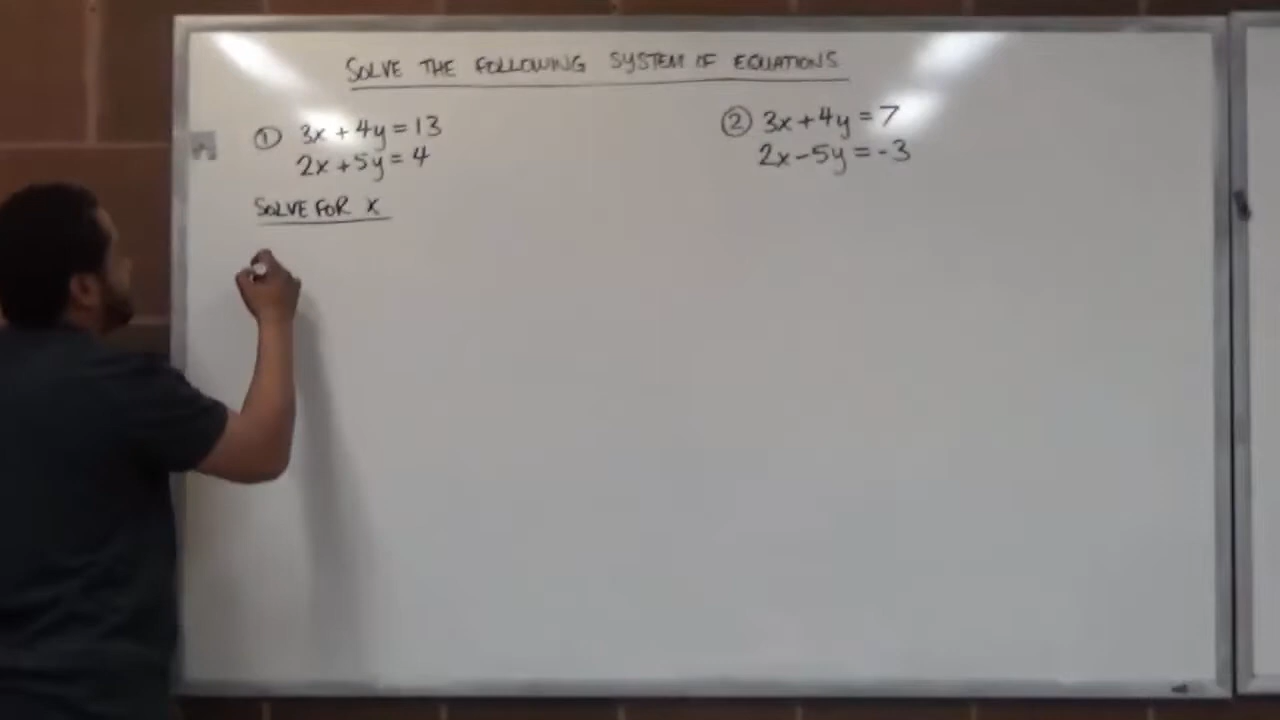 SOLVE THE FOLLOWING SYSTEM OF EQUATIONS
① 3x + 4y = 13
2x + 5y = 4
SOLVE FOR X
② 3x + 4y = 7
2x - 5y = -3